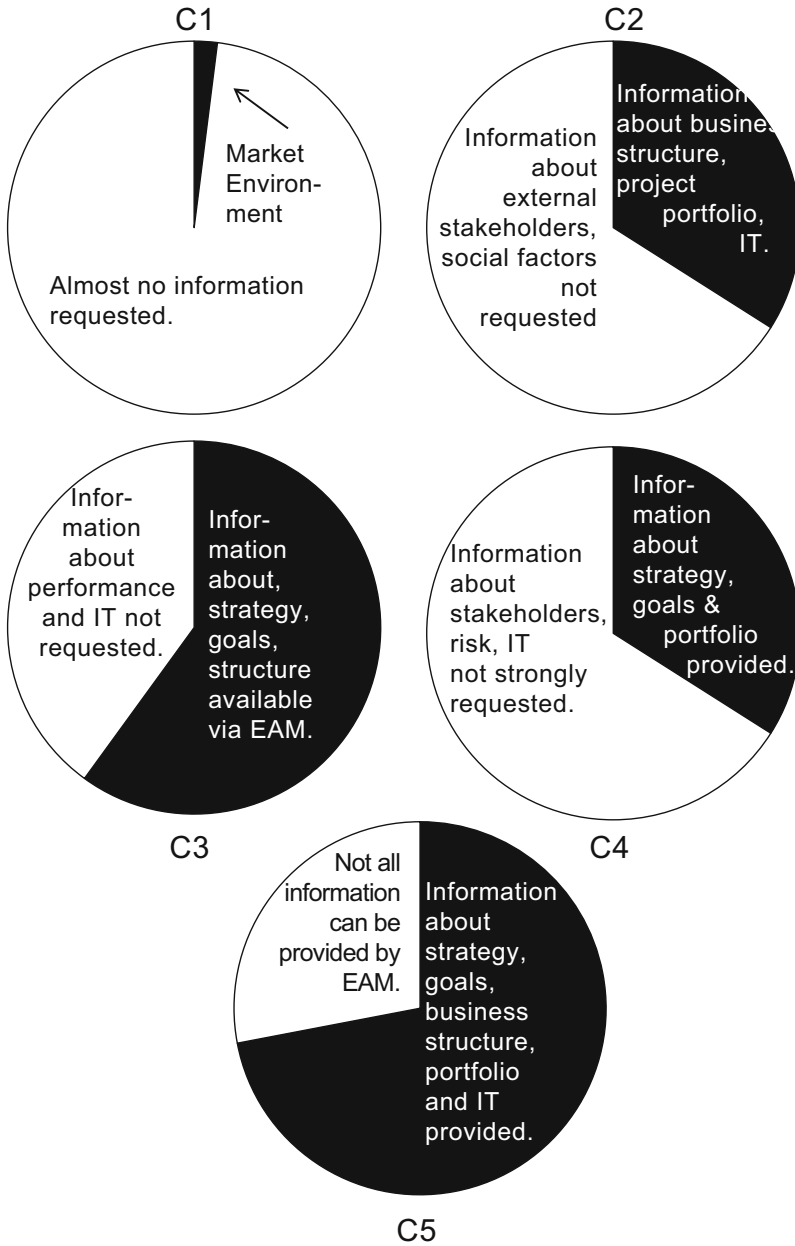 C1
Market
Environ-
ment
Almost no information
requested.
C2
Information
about
external
stakeholders,
social factors
not
requested
Information
about busines
structure,
project
portfolio,
IT.
Infor-
mation
about
performance
and IT not
requested.
Infor-
mation
about,
strategy,
goals,
structure
available
via EAM.
C3
Information
about
stakeholders,
risk, IT
not strongly
requested.
Infor-
mation
about
strategy,
goals &
portfolio
provided.
C4
Not all
information
can be
provided by
EAM.
Information
about
strategy,
goals,
business
structure,
portfolio
and IT
provided.
C5